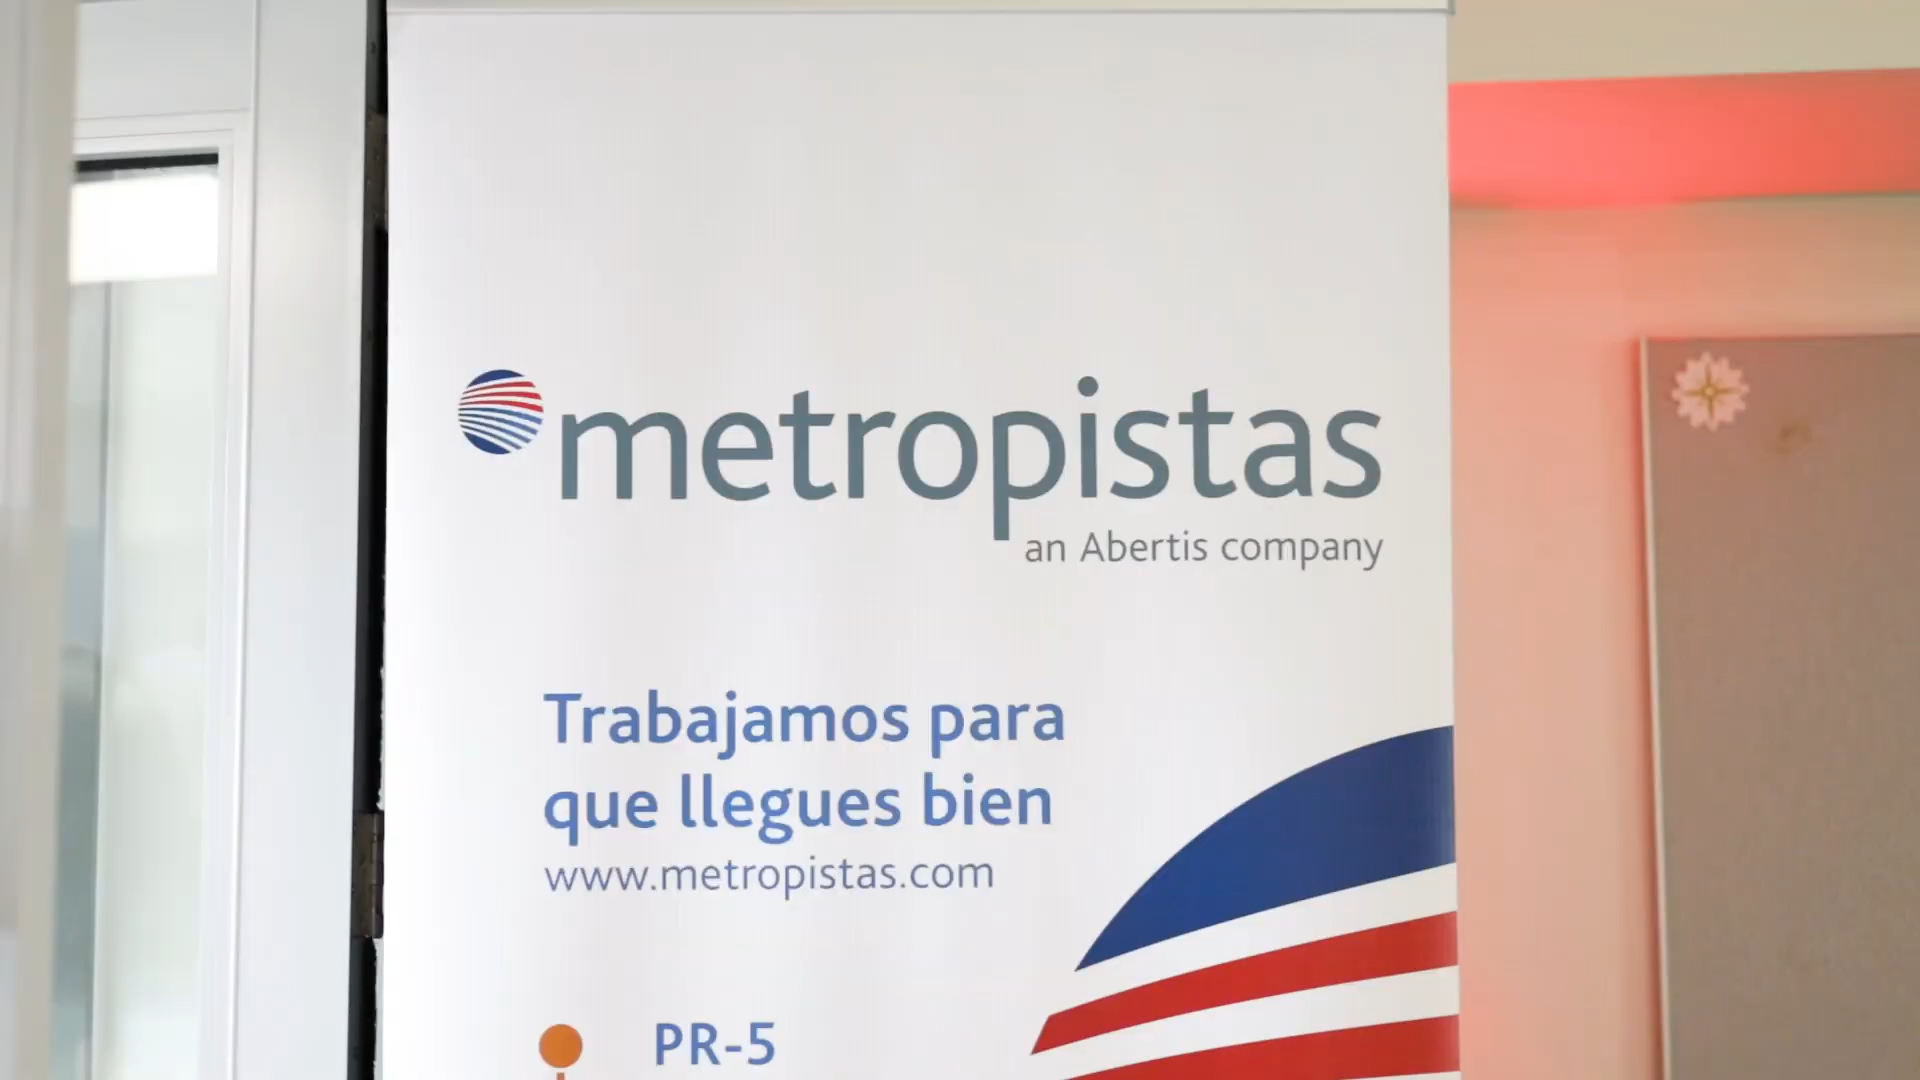 metropistas
an Abertis company
Trabajamos para
que llegues bien
www.metropistas.com
PR-5